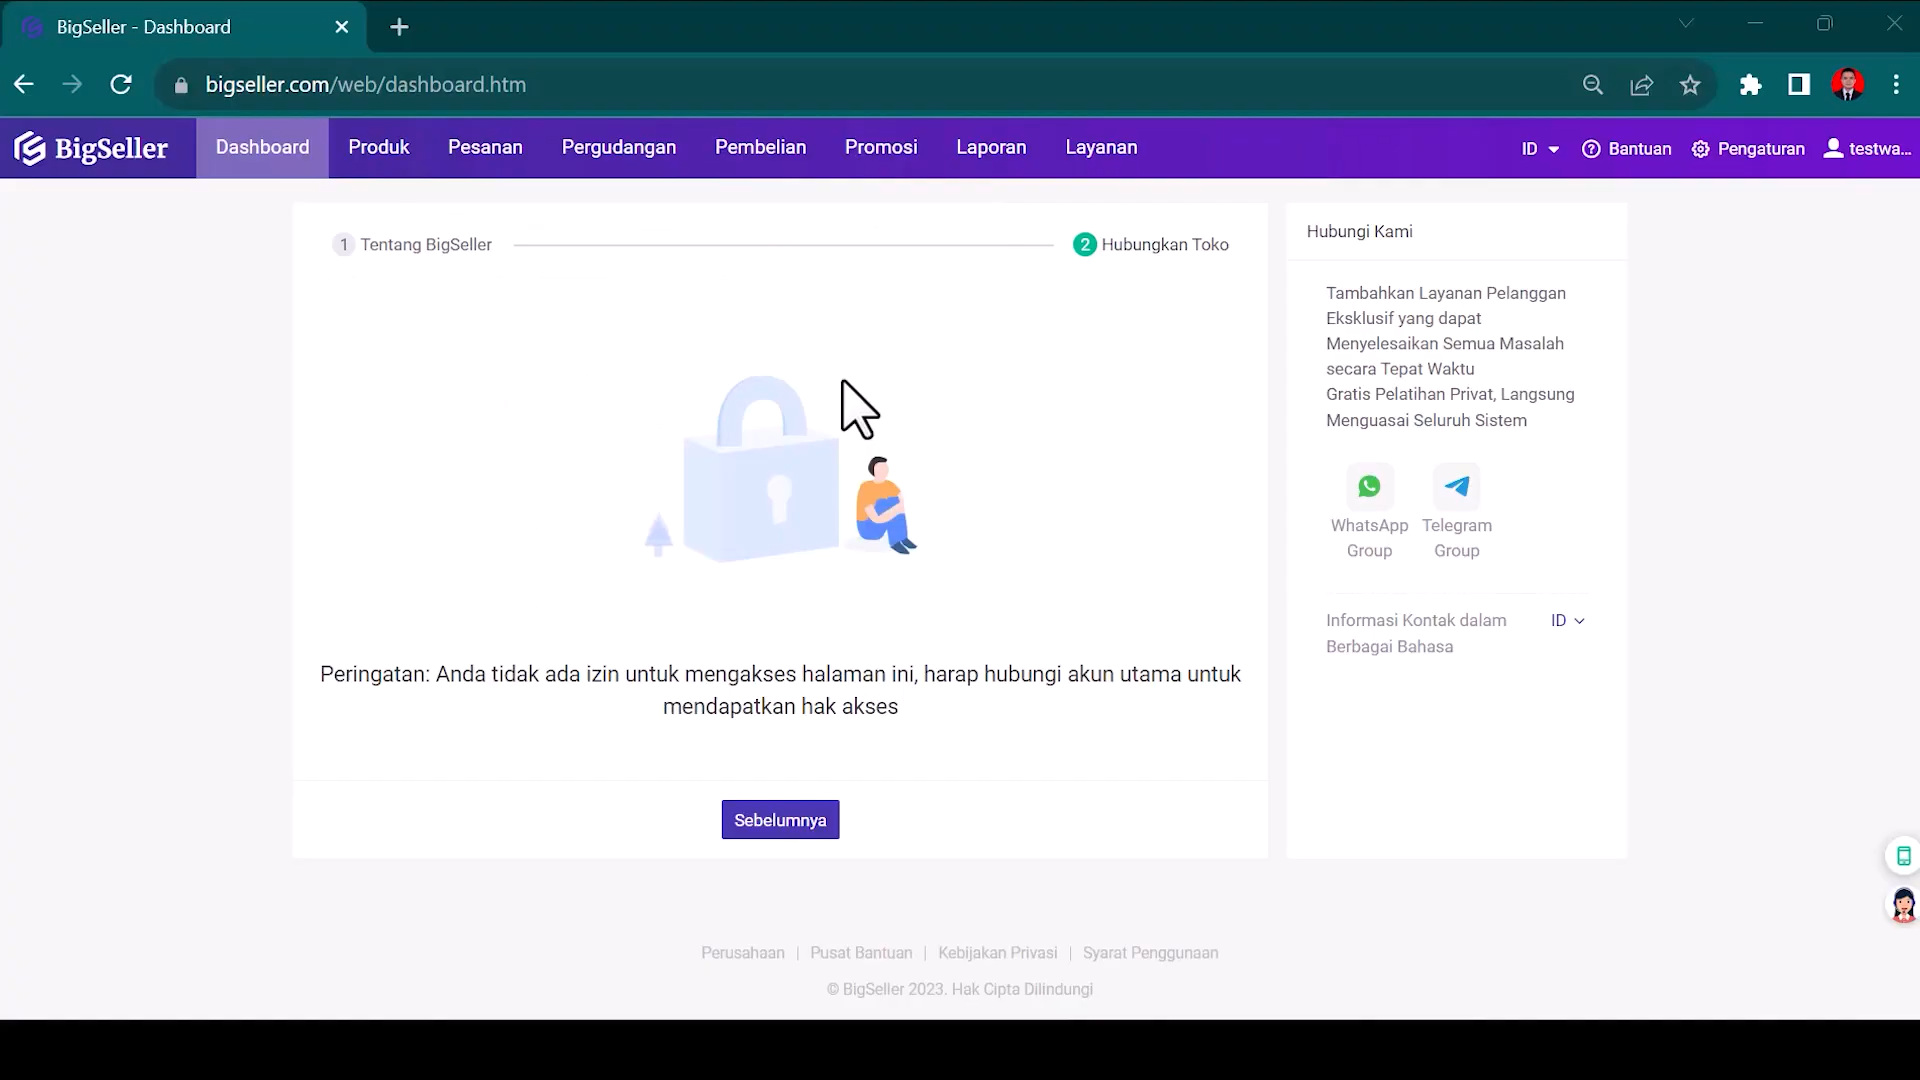 BigSeller - Dashboard
bigseller.com/web/dashboard.htm
BigSeller
Dashboard
Produk
Pesanan
Pergudangan
Pembelian
Promosi
Laporan
Layanan
ID
Bantuan
Pengaturan
testwa...
1 Tentang BigSeller
2 Hubungkan Toko
Peringatan: Anda tidak ada izin untuk mengakses halaman ini, harap hubungi akun utama untuk
mendapatkan hak akses
Sebelumnya
Hubungi Kami
Tambahkan Layanan Pelanggan
Eksklusif yang dapat
Menyelesaikan Semua Masalah
secara Tepat Waktu
Gratis Pelatihan Privat, Langsung
Menguasai Seluruh Sistem
WhatsApp
Group
Telegram
Group
Informasi Kontak dalam
Berbagai Bahasa
ID
Perusahaan | Pusat Bantuan | Kebijakan Privasi | Syarat Penggunaan
© BigSeller 2023. Hak Cipta Dilindungi